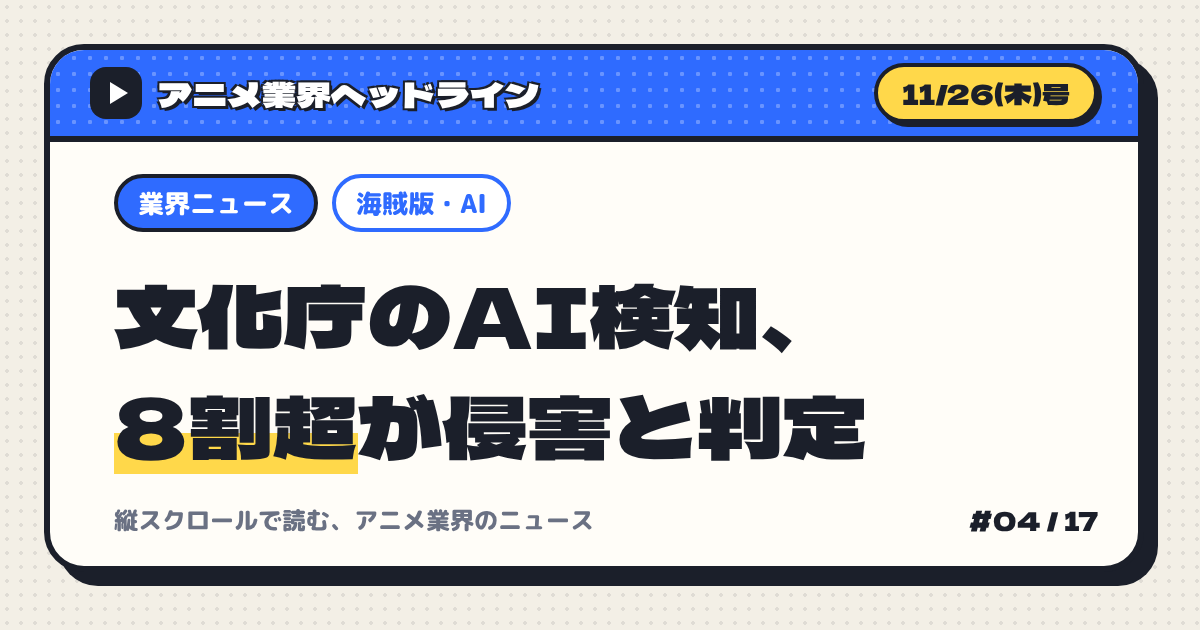 アニメ業界ヘッドライン
11/26(木)号
業界ニュース
海賊版・AI
文化庁のAI検知、
8割超が侵害と判定
縦スクロールで読む、アニメ業界のニュース
#04 / 17